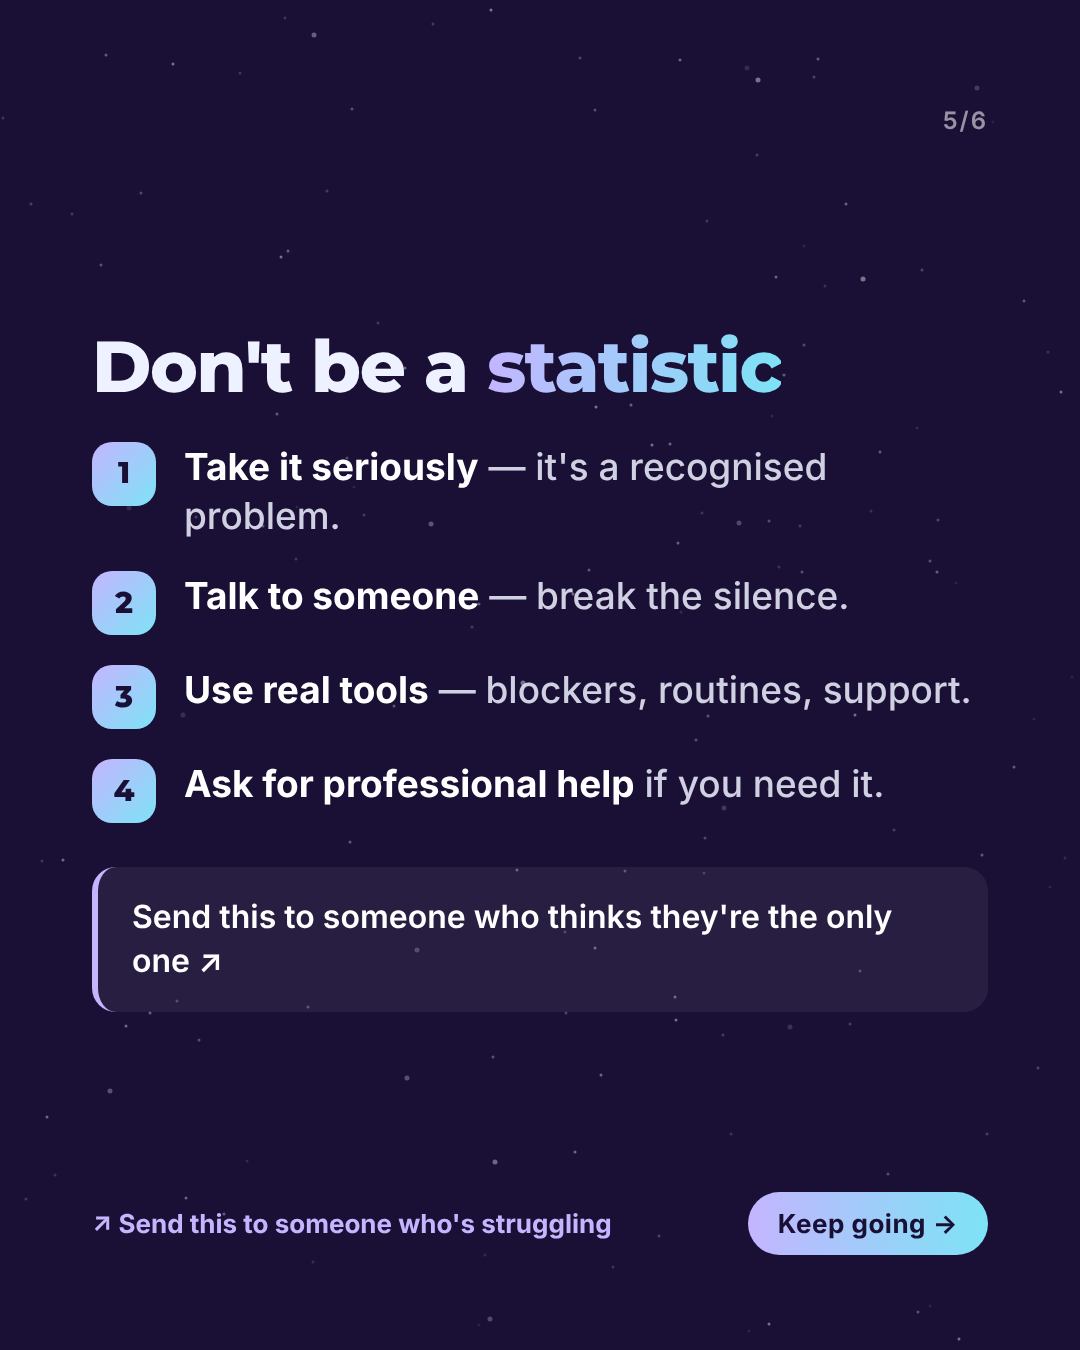 5/6
Don't be a statistic
1 Take it seriously — it's a recognised
problem.
2 Talk to someone — break the silence.
3 Use real tools — blockers, routines, support.
4 Ask for professional help if you need it.
Send this to someone who thinks they're the only
one ↗
↗ Send this to someone who's struggling
Keep going →